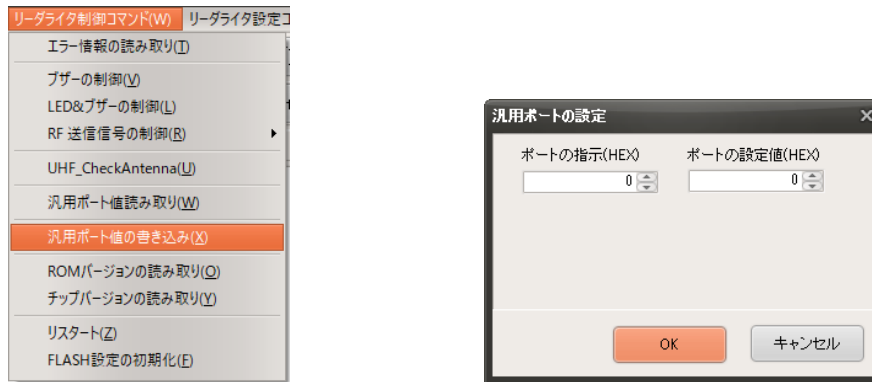 リーダライタ制御コマンド(W) リーダライタ設定コ
エラー情報の読み取り(T)
ブザーの制御(V)
LED&ブザーの制御(L)
RF 送信信号の制御(R)
UHF_CheckAntenna(U)
汎用ポート値読み取り(W)
汎用ポート値の書き込み(X)
ROMバージョンの読み取り(O)
チップバージョンの読み取り(Y)
リスタート(Z)
FLASH設定の初期化(F)
汎用ポートの設定
ポートの指示(HEX) ポートの設定値(HEX)
0 0
OK キャンセル